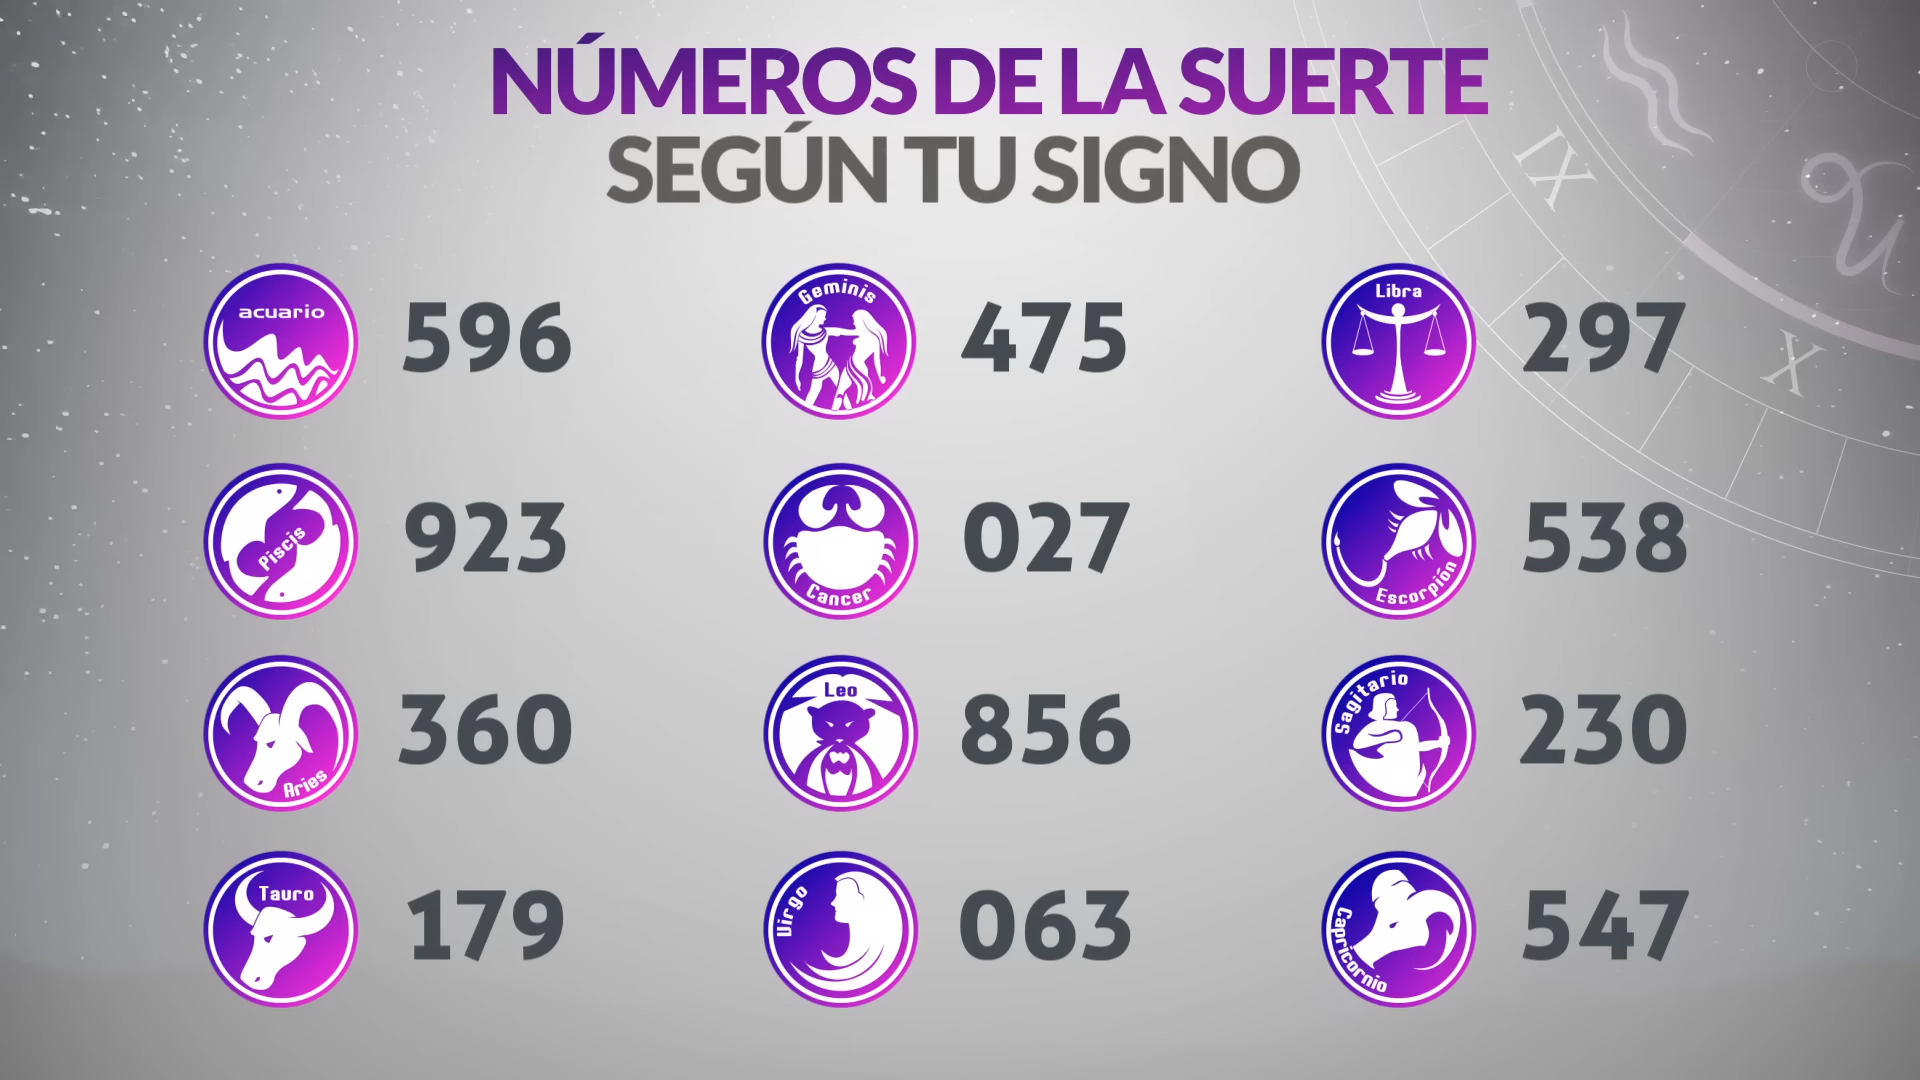 NÚMEROS DE LA SUERTE
SEGÚN TU SIGNO
IX
X
acuario 596
Geminis 475
Libra 297
Piscis 923
Cancer 027
Escorpión 538
Aries 360
Leo 856
Sagitario 230
Tauro 179
Virgo 063
Capricornio 547